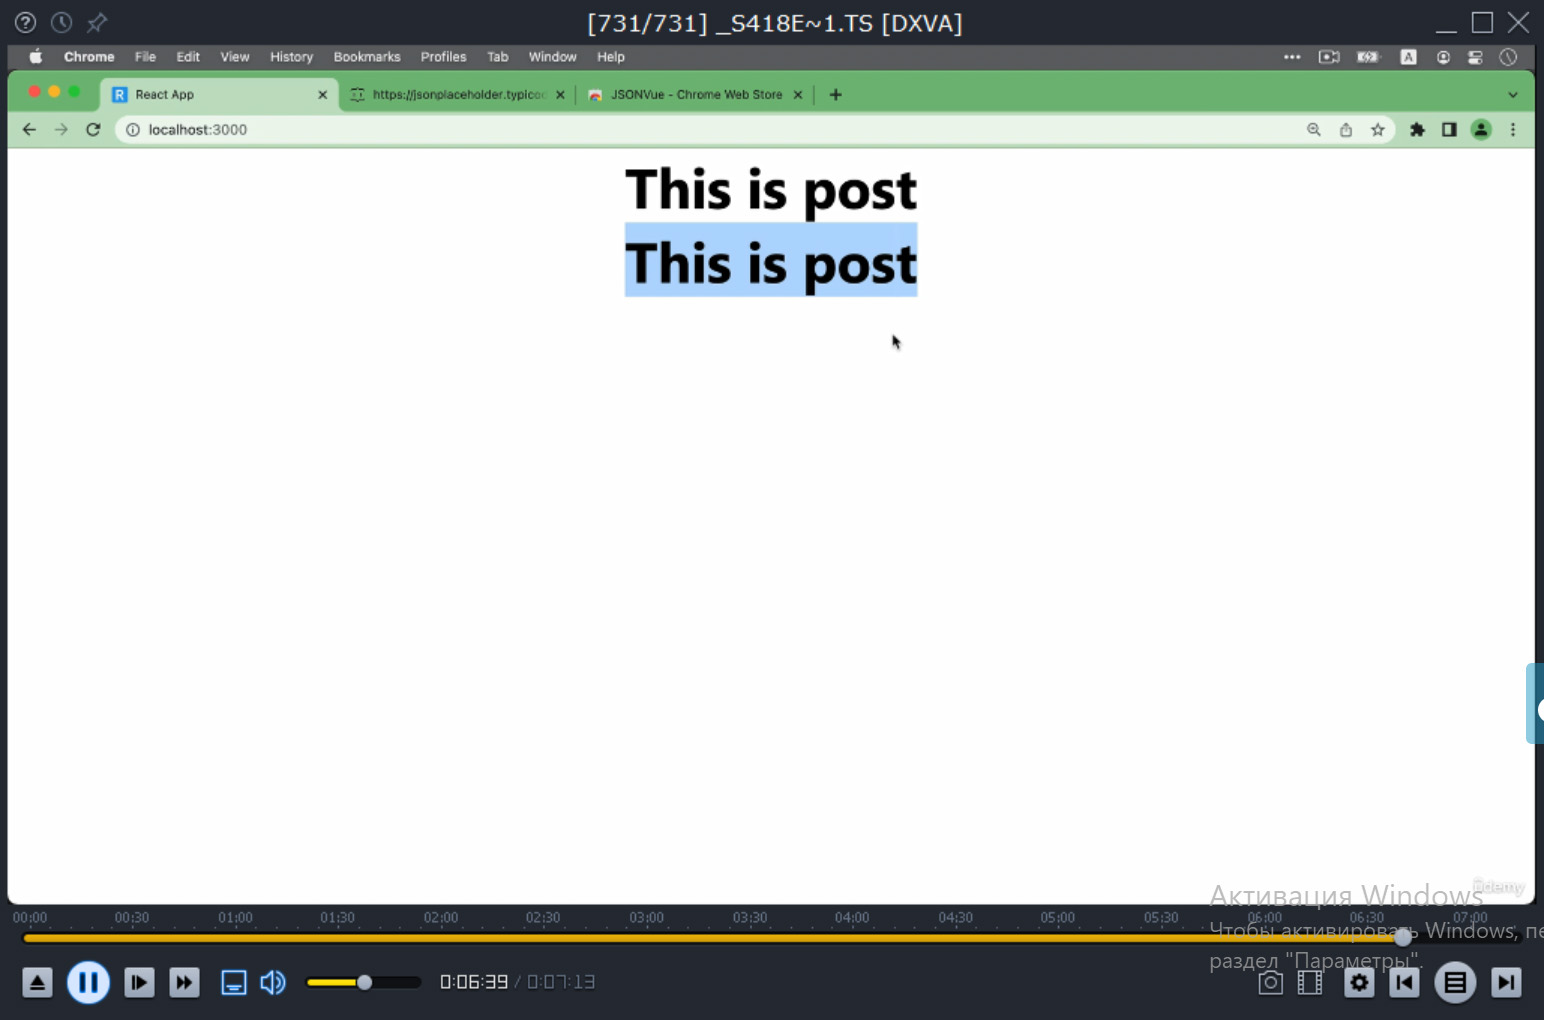 [731/731] _S418E~1.TS [DXVA]
Chrome File Edit View History Bookmarks Profiles Tab Window Help
React App https://jsonplaceholder.typico JSONVue - Chrome Web Store
localhost:3000
This is post
This is post
ûdemy
Активация Windows
00:00 00:30 01:00 01:30 02:00 02:30 03:00 03:30 04:00 04:30 05:00 05:30 06:00 06:30 07:00
Чтобы активировать Windows, пе
раздел "Параметры".
0:06:39 / 0:07:13